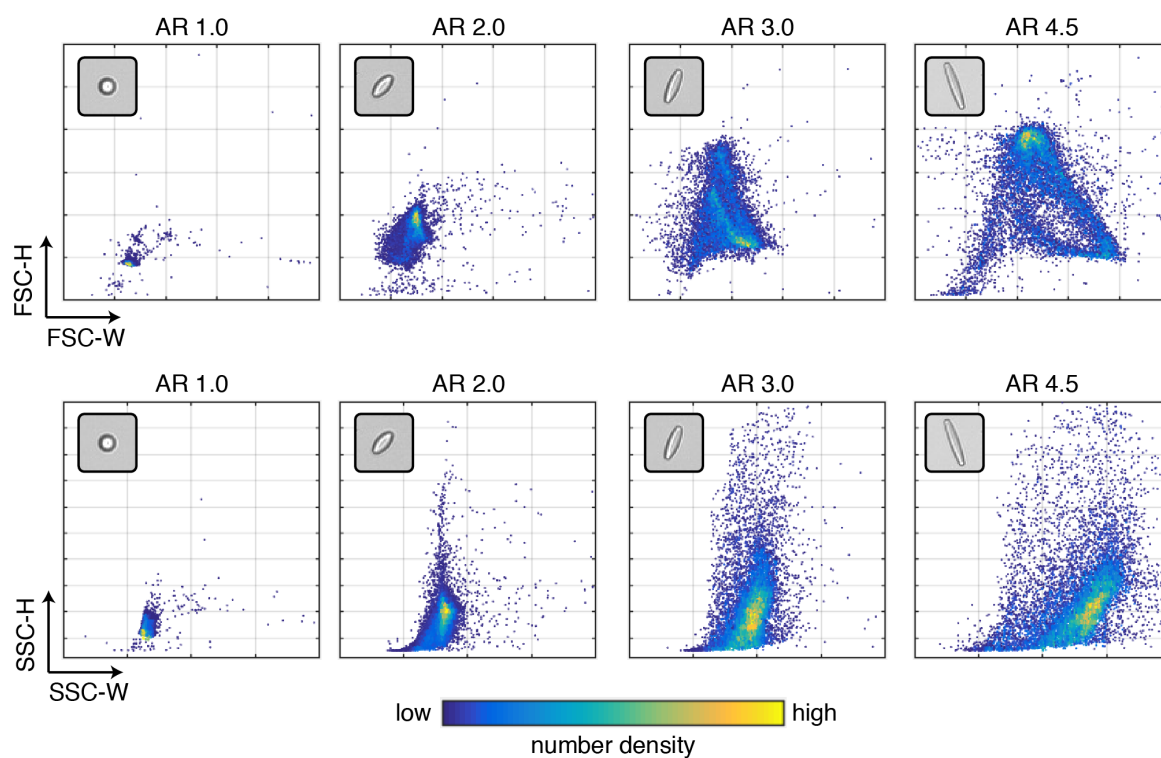 AR 1.0
AR 2.0
AR 3.0
AR 4.5
FSC-H
FSC-W
AR 1.0
AR 2.0
AR 3.0
AR 4.5
SSC-H
SSC-W
low
high
number density